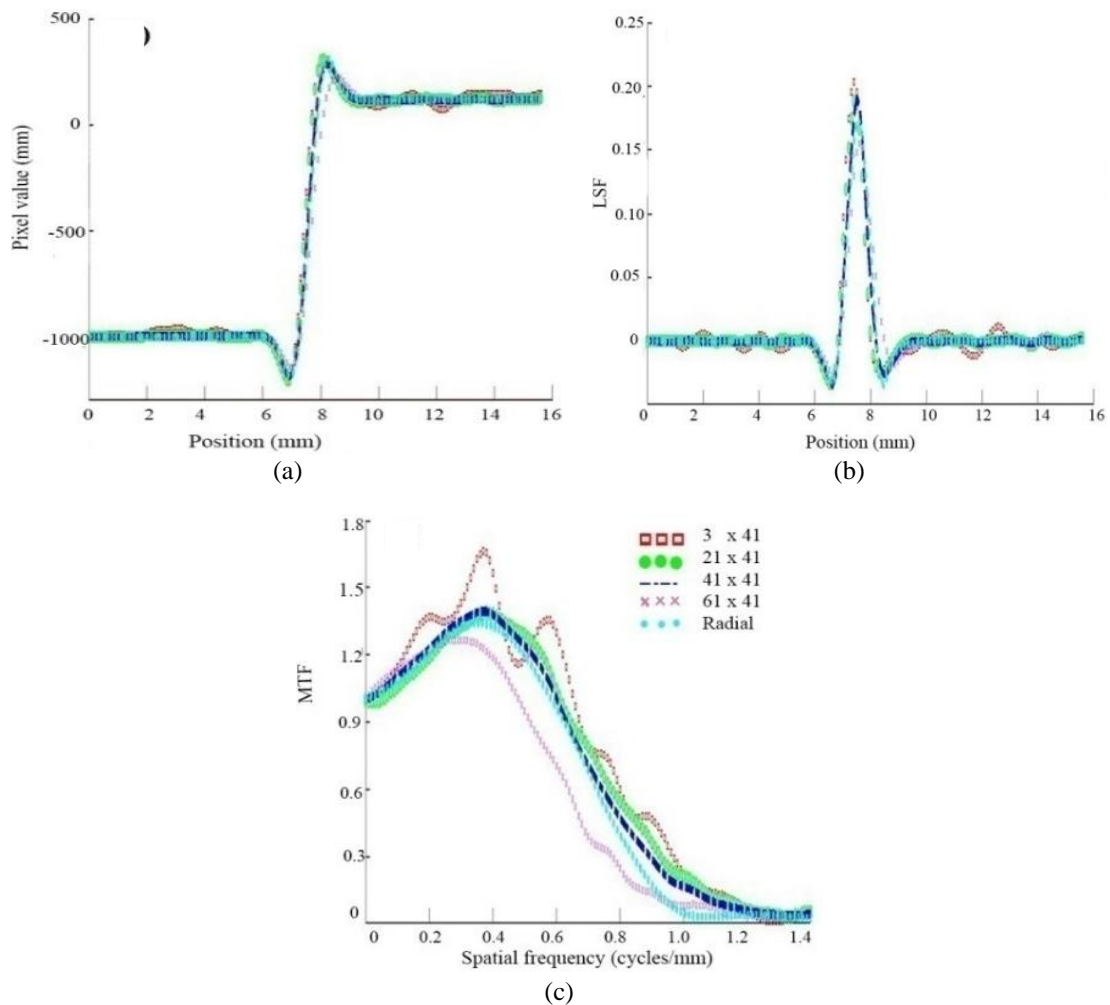 500
0
-500
-1000
Pixel value (mm)
0 2 4 6 8 10 12 14 16
Position (mm)
(a)
0.25
0.20
0.15
0.10
0.05
0
LSF
0 2 4 6 8 10 12 14 16
Position (mm)
(b)
1.8
1.5
1.2
0.9
0.6
0.3
0
MTF
3 x 41
21 x 41
41 x 41
61 x 41
Radial
0 0.2 0.4 0.6 0.8 1.0 1.2 1.4
Spatial frequency (cycles/mm)
(c)